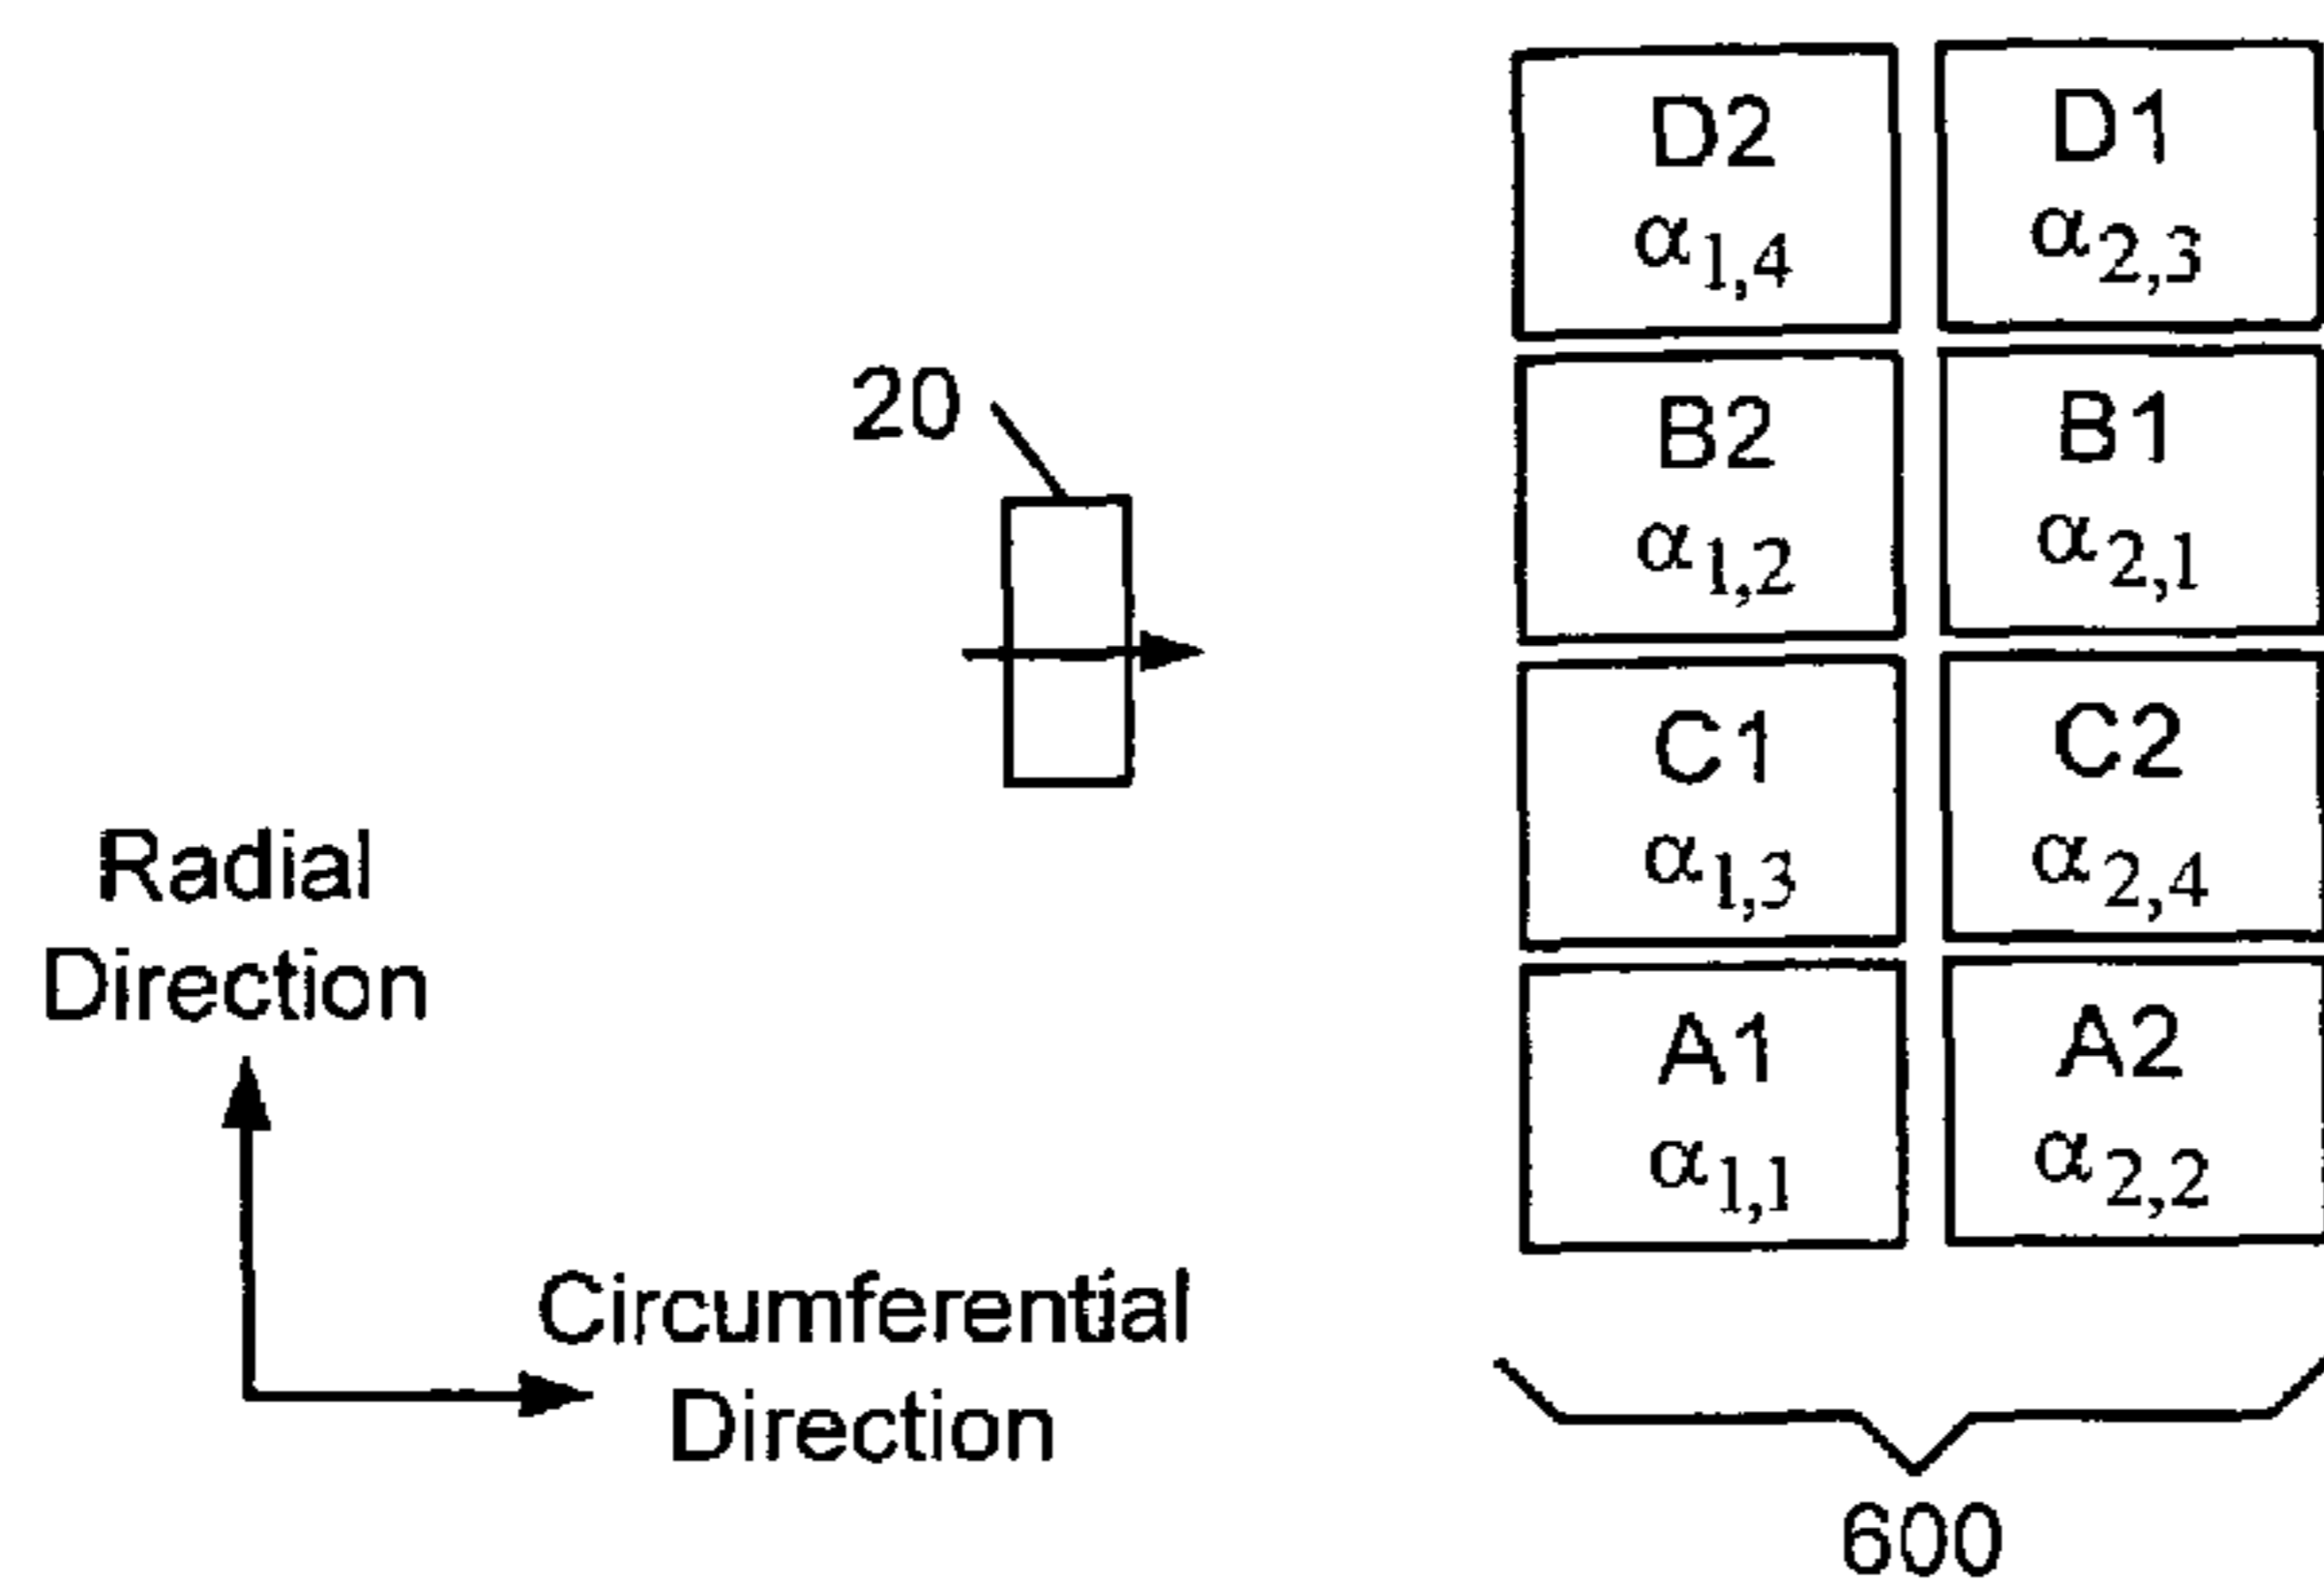 D2
α1,4
D1
α2,3
20
B2
α1,2
B1
α2,1
C1
α1,3
C2
α2,4
Radial
Direction
A1
α1,1
A2
α2,2
Circumferential
Direction
600